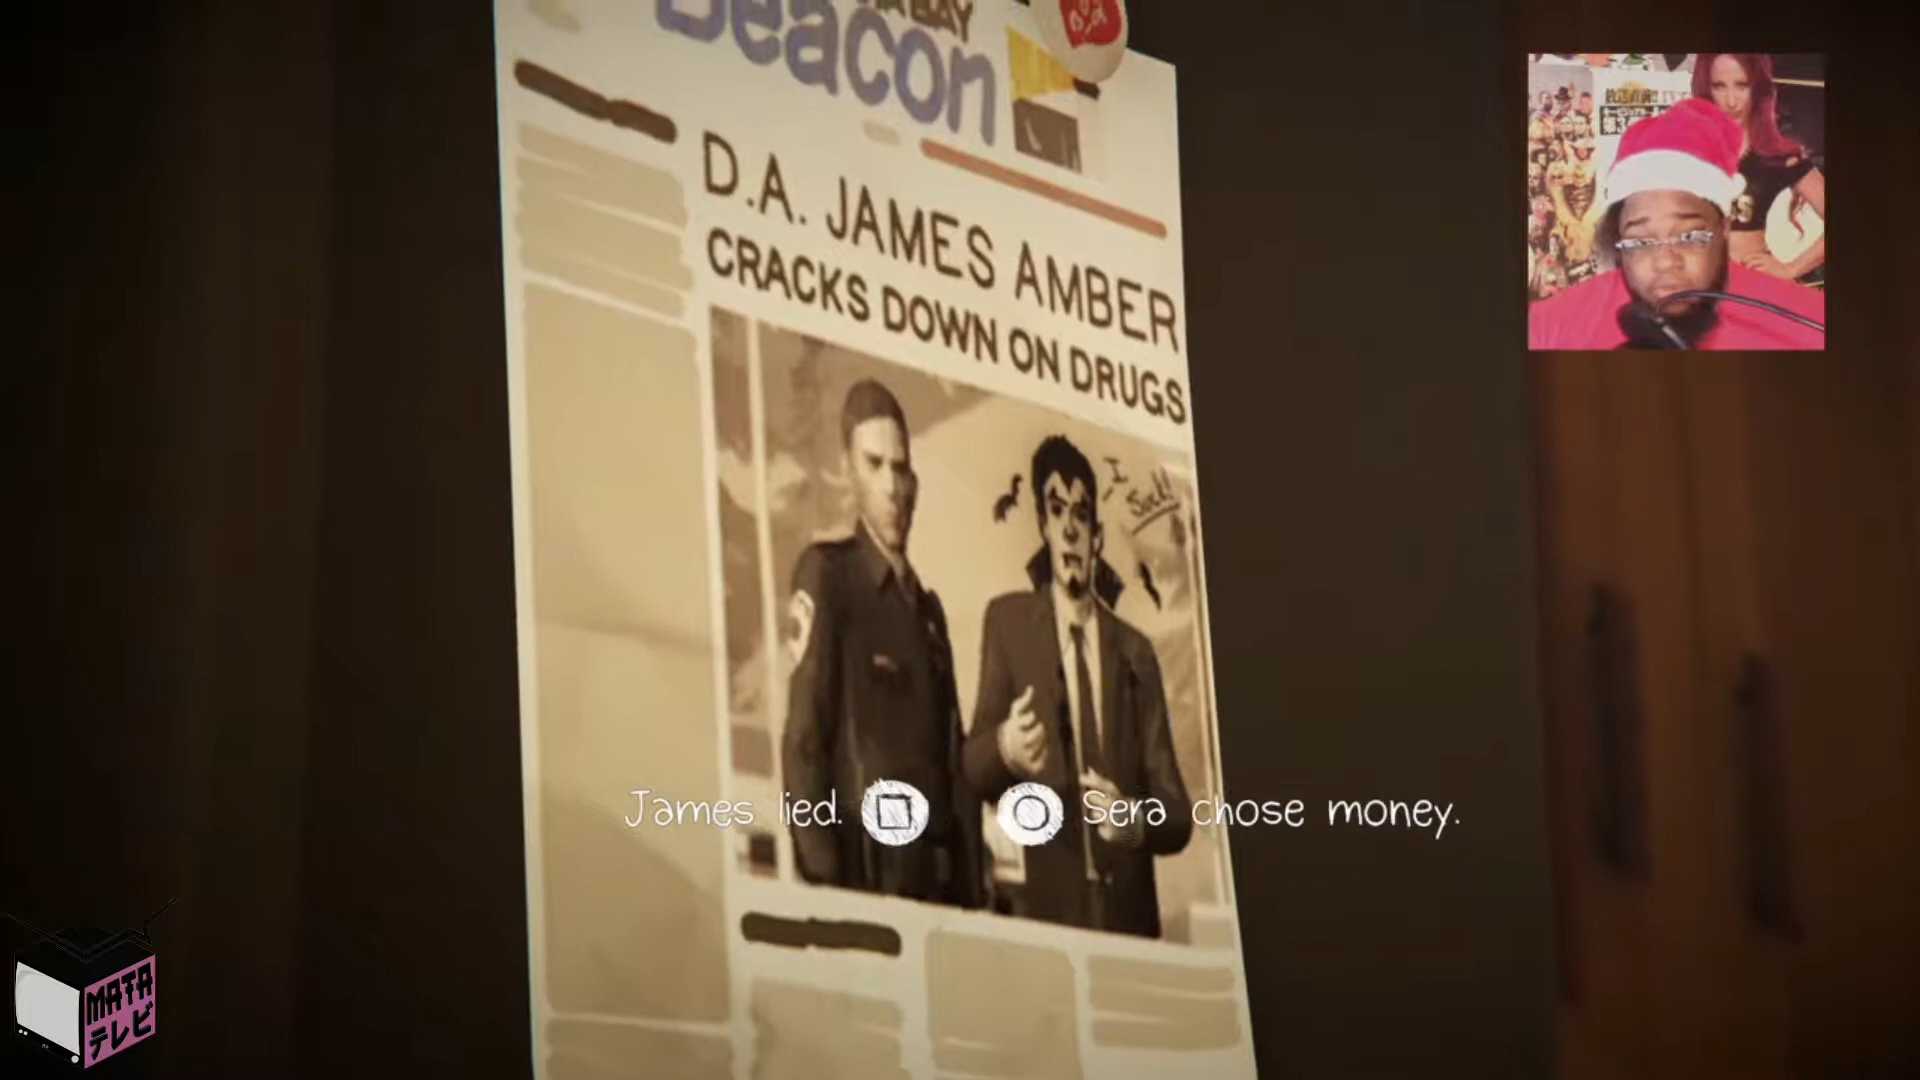 Beacon
D.A. JAMES AMBER
CRACKS DOWN ON DRUGS
I
Suck!
James lied.
Sera chose money.
MATA
テレビ